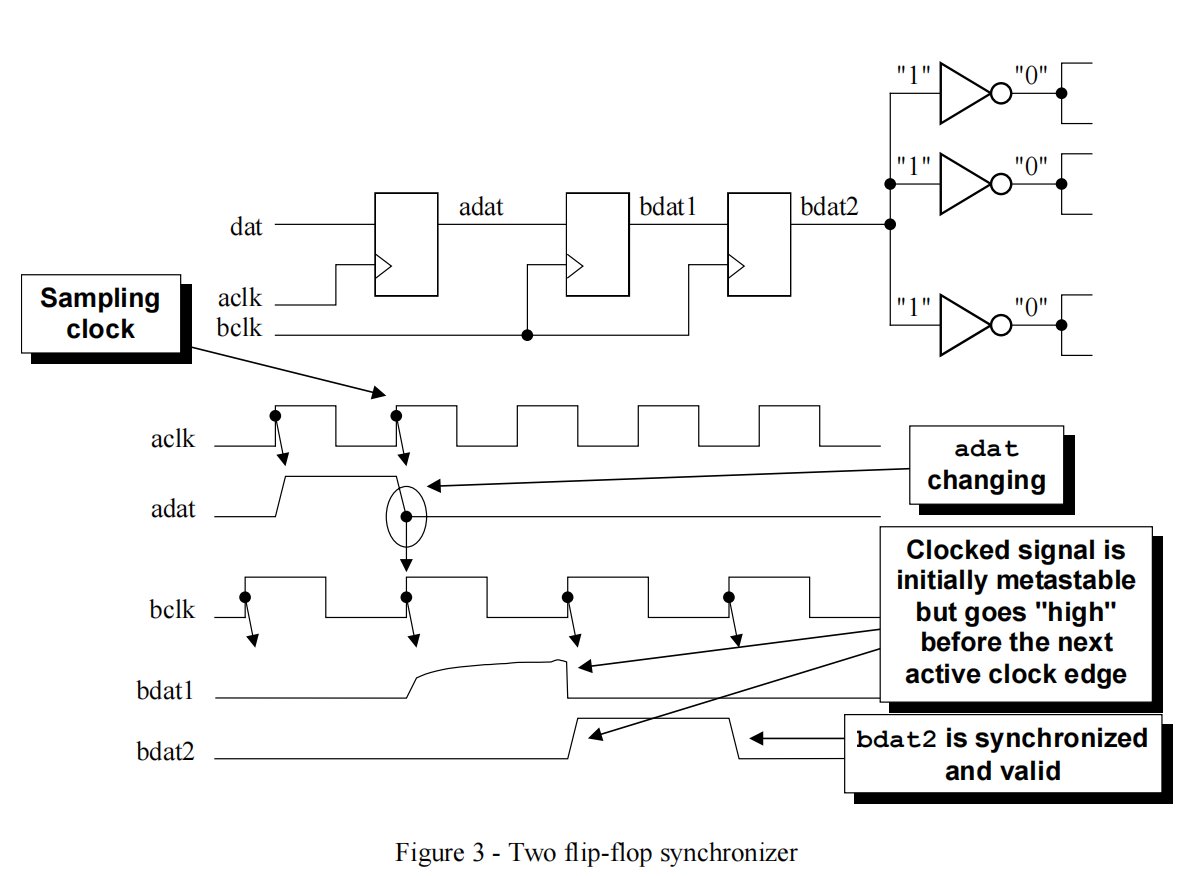 "1"
"0"
"1"
"0"
dat
adat
bdat1
bdat2
aclk
bclk
"1"
"0"
Sampling
clock
aclk
adat
changing
adat
Clocked signal is
initially metastable
but goes "high"
before the next
active clock edge
bclk
bdat1
bdat2
bdat2 is synchronized
and valid
Figure 3 - Two flip-flop synchronizer